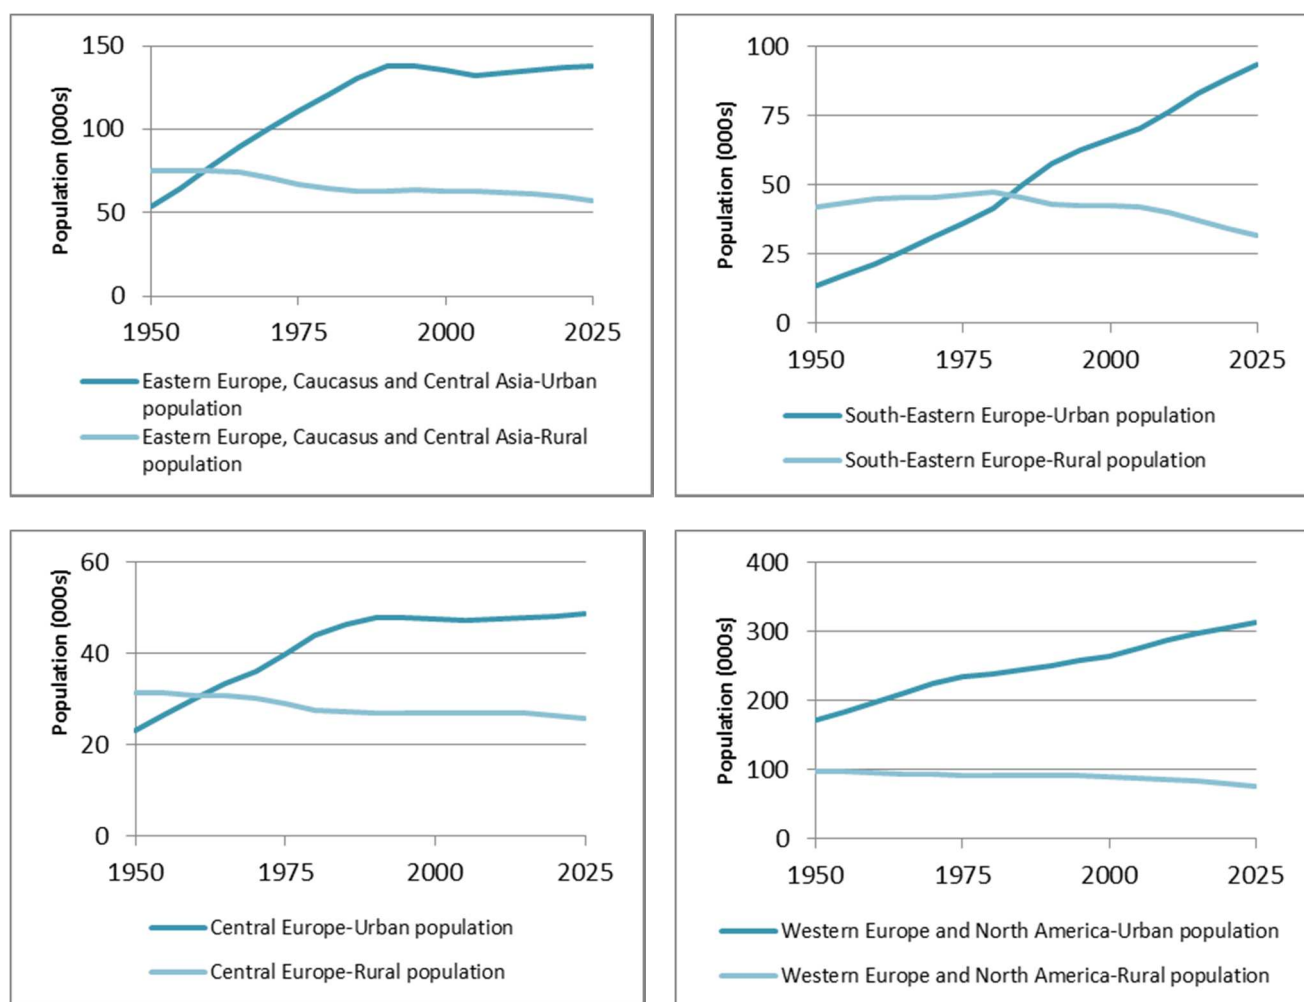 Population (000s)
150
100
50
0
1950 1975 2000 2025
Eastern Europe, Caucasus and Central Asia-Urban
population
Eastern Europe, Caucasus and Central Asia-Rural
population
Population (000s)
100
75
50
25
0
1950 1975 2000 2025
South-Eastern Europe-Urban population
South-Eastern Europe-Rural population
Population (000s)
60
40
20
0
1950 1975 2000 2025
Central Europe-Urban population
Central Europe-Rural population
Population (000s)
400
300
200
100
0
1950 1975 2000 2025
Western Europe and North America-Urban population
Western Europe and North America-Rural population